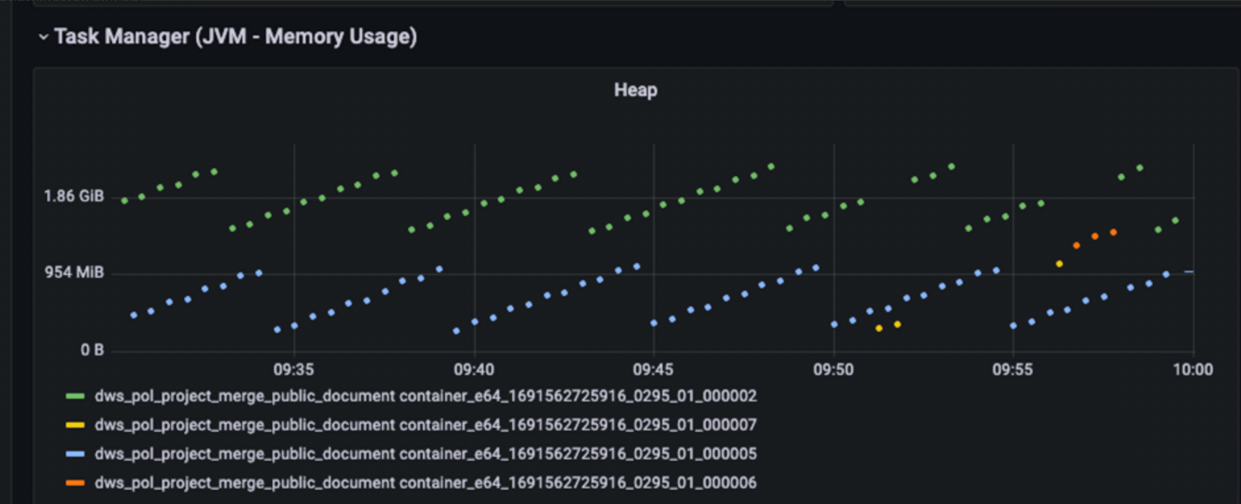 Task Manager (JVM - Memory Usage)
Heap
1.86 GiB
954 MiB
0 B
09:35 09:40 09:45 09:50 09:55 10:00
dws_pol_project_merge_public_document container_e64_1691562725916_0295_01_000002
dws_pol_project_merge_public_document container_e64_1691562725916_0295_01_000007
dws_pol_project_merge_public_document container_e64_1691562725916_0295_01_000005
dws_pol_project_merge_public_document container_e64_1691562725916_0295_01_000006